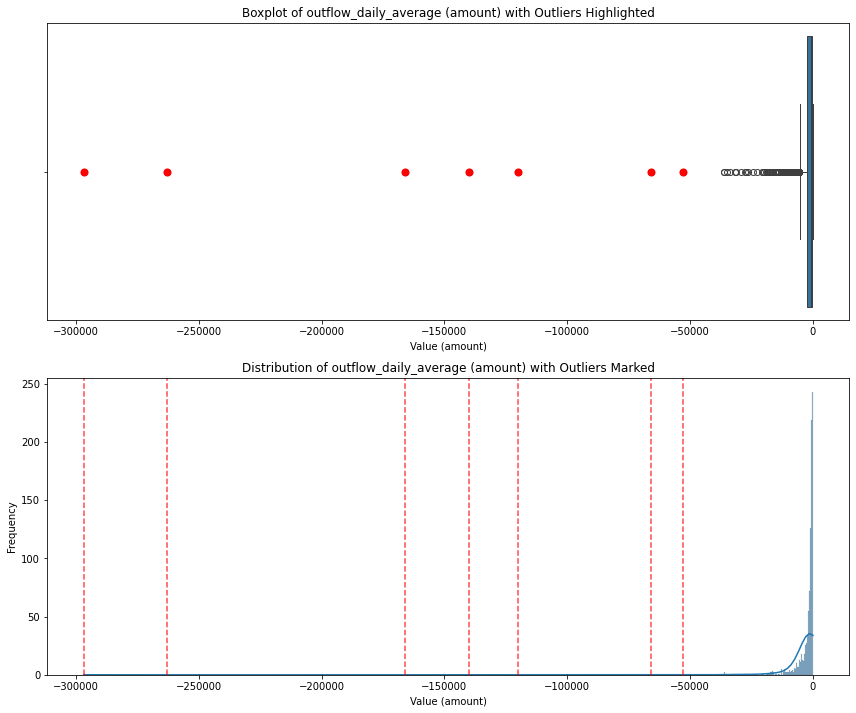 Boxplot of outflow_daily_average (amount) with Outliers Highlighted
−300000 −250000 −200000 −150000 −100000 −50000 0
Value (amount)
Distribution of outflow_daily_average (amount) with Outliers Marked
250
200
150
100
50
0
Frequency
−300000 −250000 −200000 −150000 −100000 −50000 0
Value (amount)